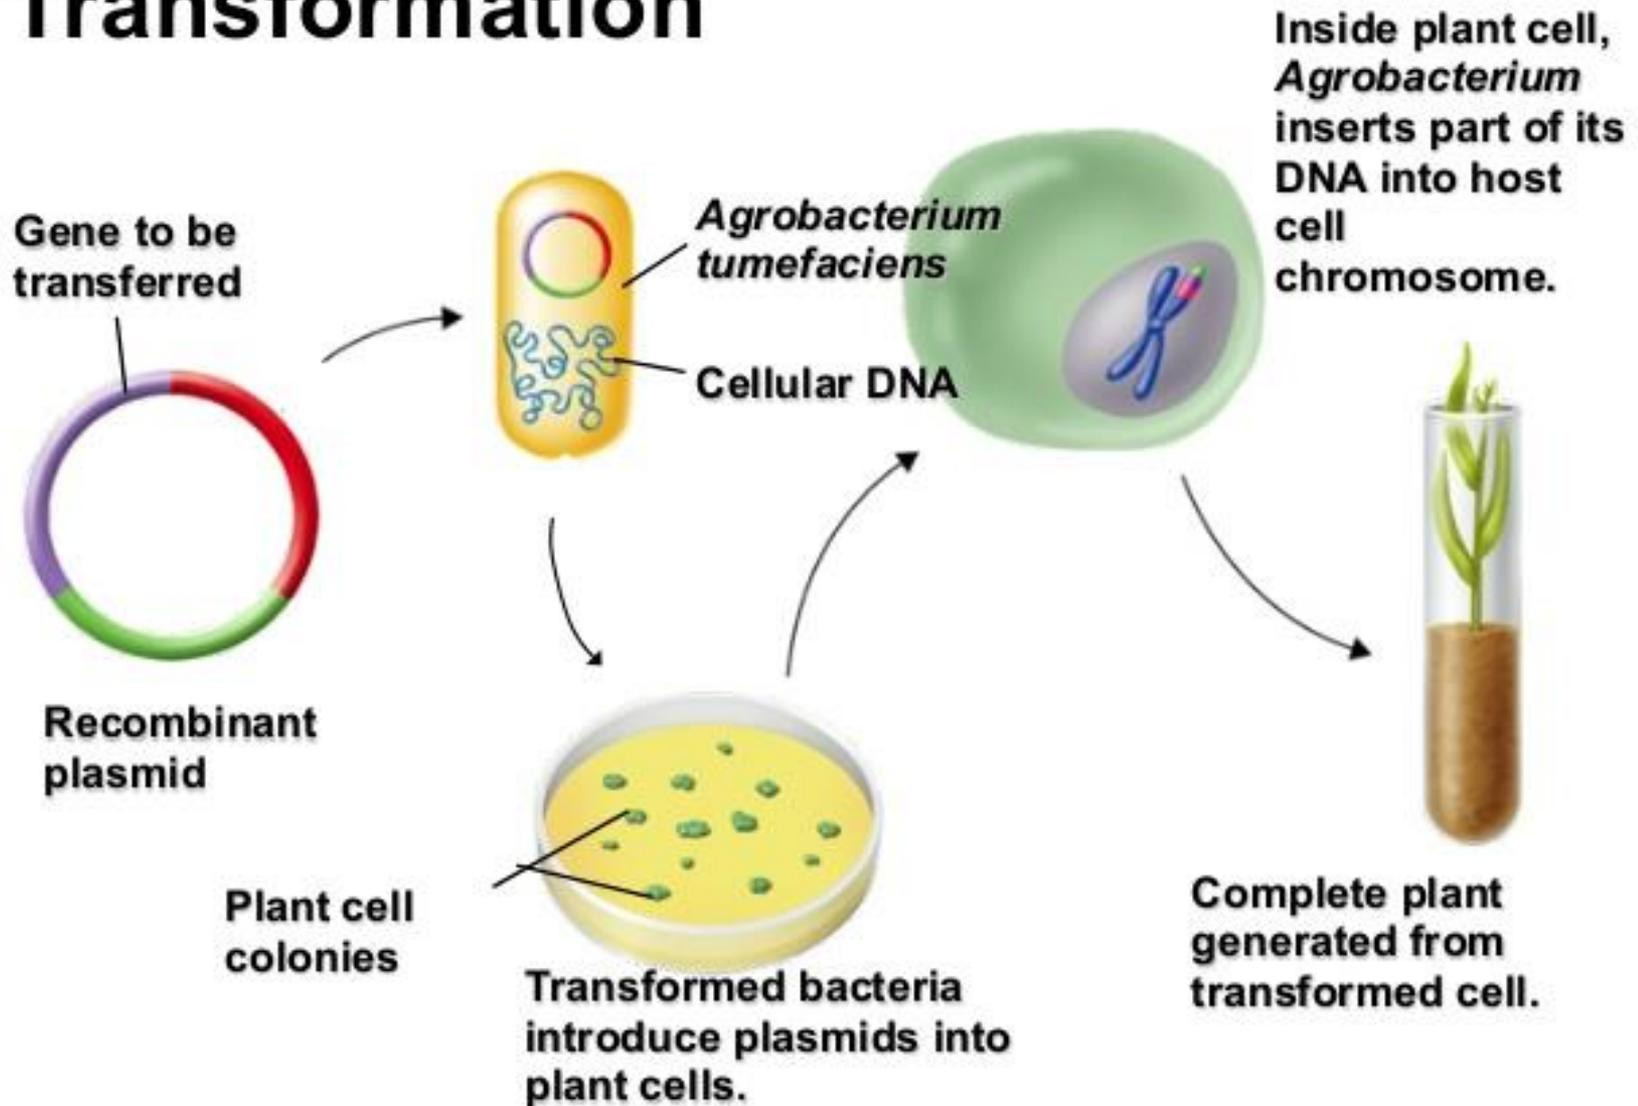 Transformation
Inside plant cell,
Agrobacterium
inserts part of its
DNA into host
cell
chromosome.
Gene to be
transferred
Agrobacterium
tumefaciens
Cellular DNA
Recombinant
plasmid
Plant cell
colonies
Transformed bacteria
introduce plasmids into
plant cells.
Complete plant
generated from
transformed cell.